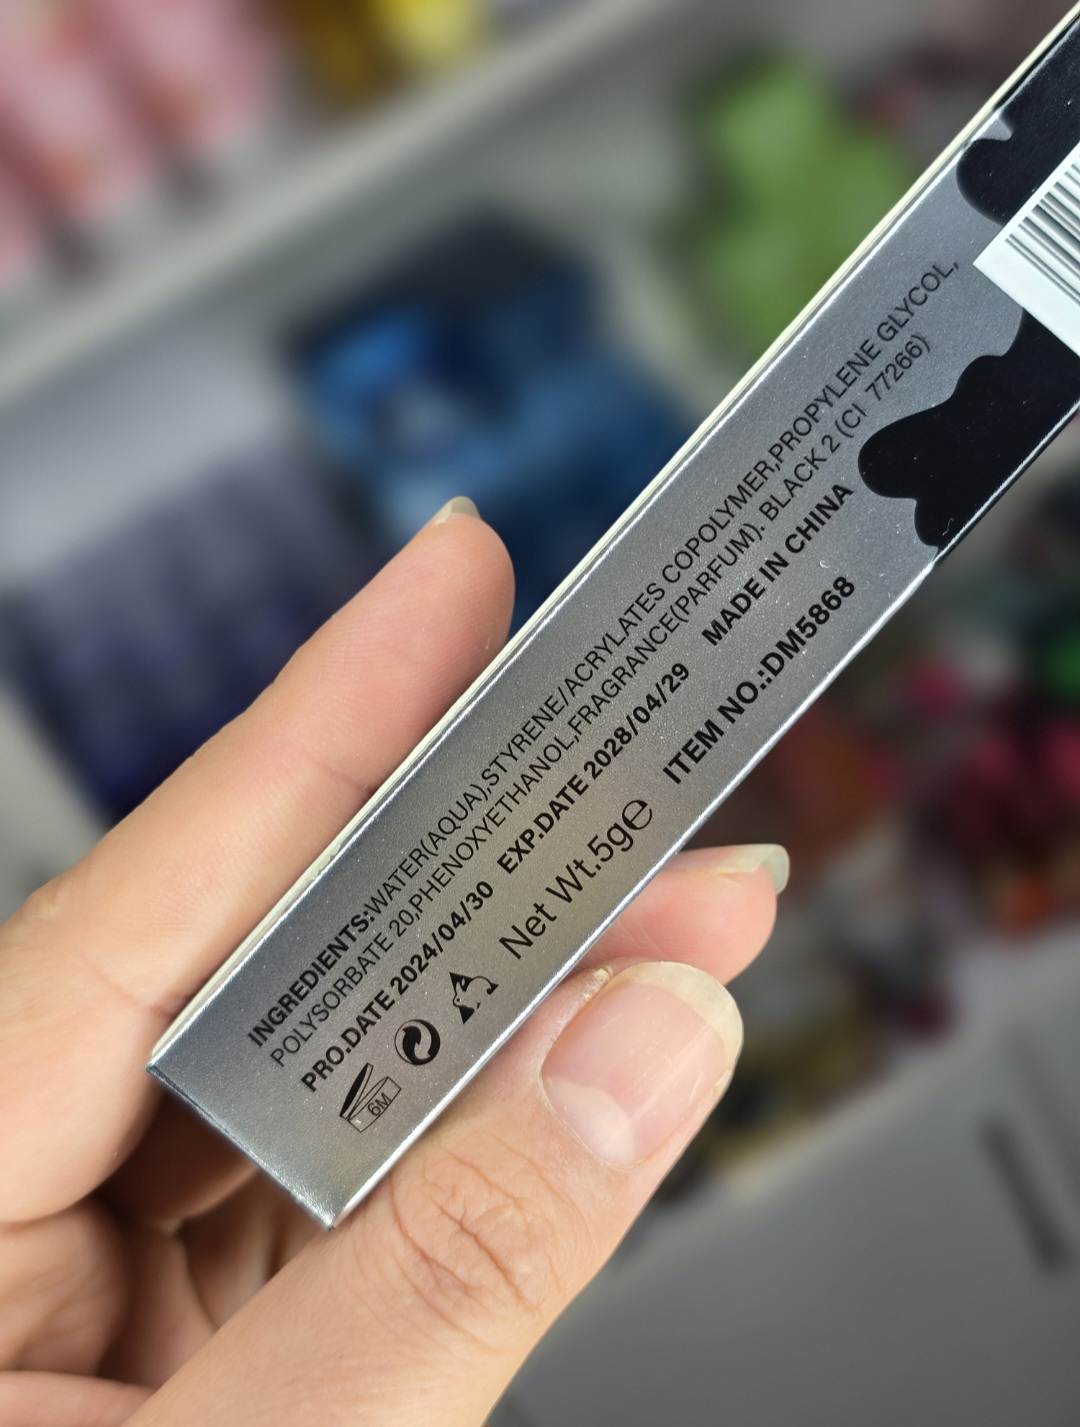 INGREDIENTS:WATER(AQUA),STYRENE/ACRYLATES COPOLYMER,PROPYLENE GLYCOL,
POLYSORBATE 20,PHENOXYETHANOL,FRAGRANCE(PARFUM). BLACK 2 (CI 77266)
PRO.DATE 2024/04/30 EXP.DATE 2028/04/29 MADE IN CHINA
6M Net Wt.5g℮ ITEM NO.:DM5868